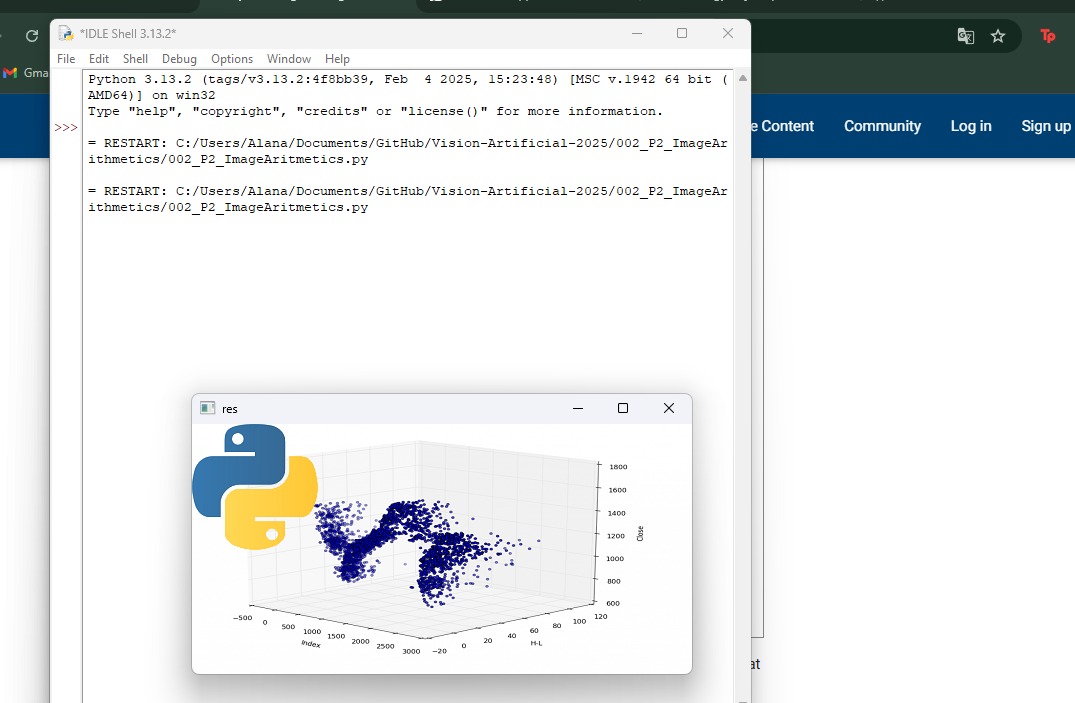 *IDLE Shell 3.13.2*
File Edit Shell Debug Options Window Help
Gma
Python 3.13.2 (tags/v3.13.2:4f8bb39, Feb  4 2025, 15:23:48) [MSC v.1942 64 bit (
AMD64)] on win32
Type "help", "copyright", "credits" or "license()" for more information.
>>>
= RESTART: C:/Users/Alana/Documents/GitHub/Vision-Artificial-2025/002_P2_ImageAr
ithmetics/002_P2_ImageAritmetics.py
= RESTART: C:/Users/Alana/Documents/GitHub/Vision-Artificial-2025/002_P2_ImageAr
ithmetics/002_P2_ImageAritmetics.py
Tp
e Content Community Log in Sign up
res
1800
1600
1400
1200
1000
800
600
Close
−500 0 500 1000 1500 2000 2500 3000
Index
−20 0 20 40 60 80 100 120
H-L
at